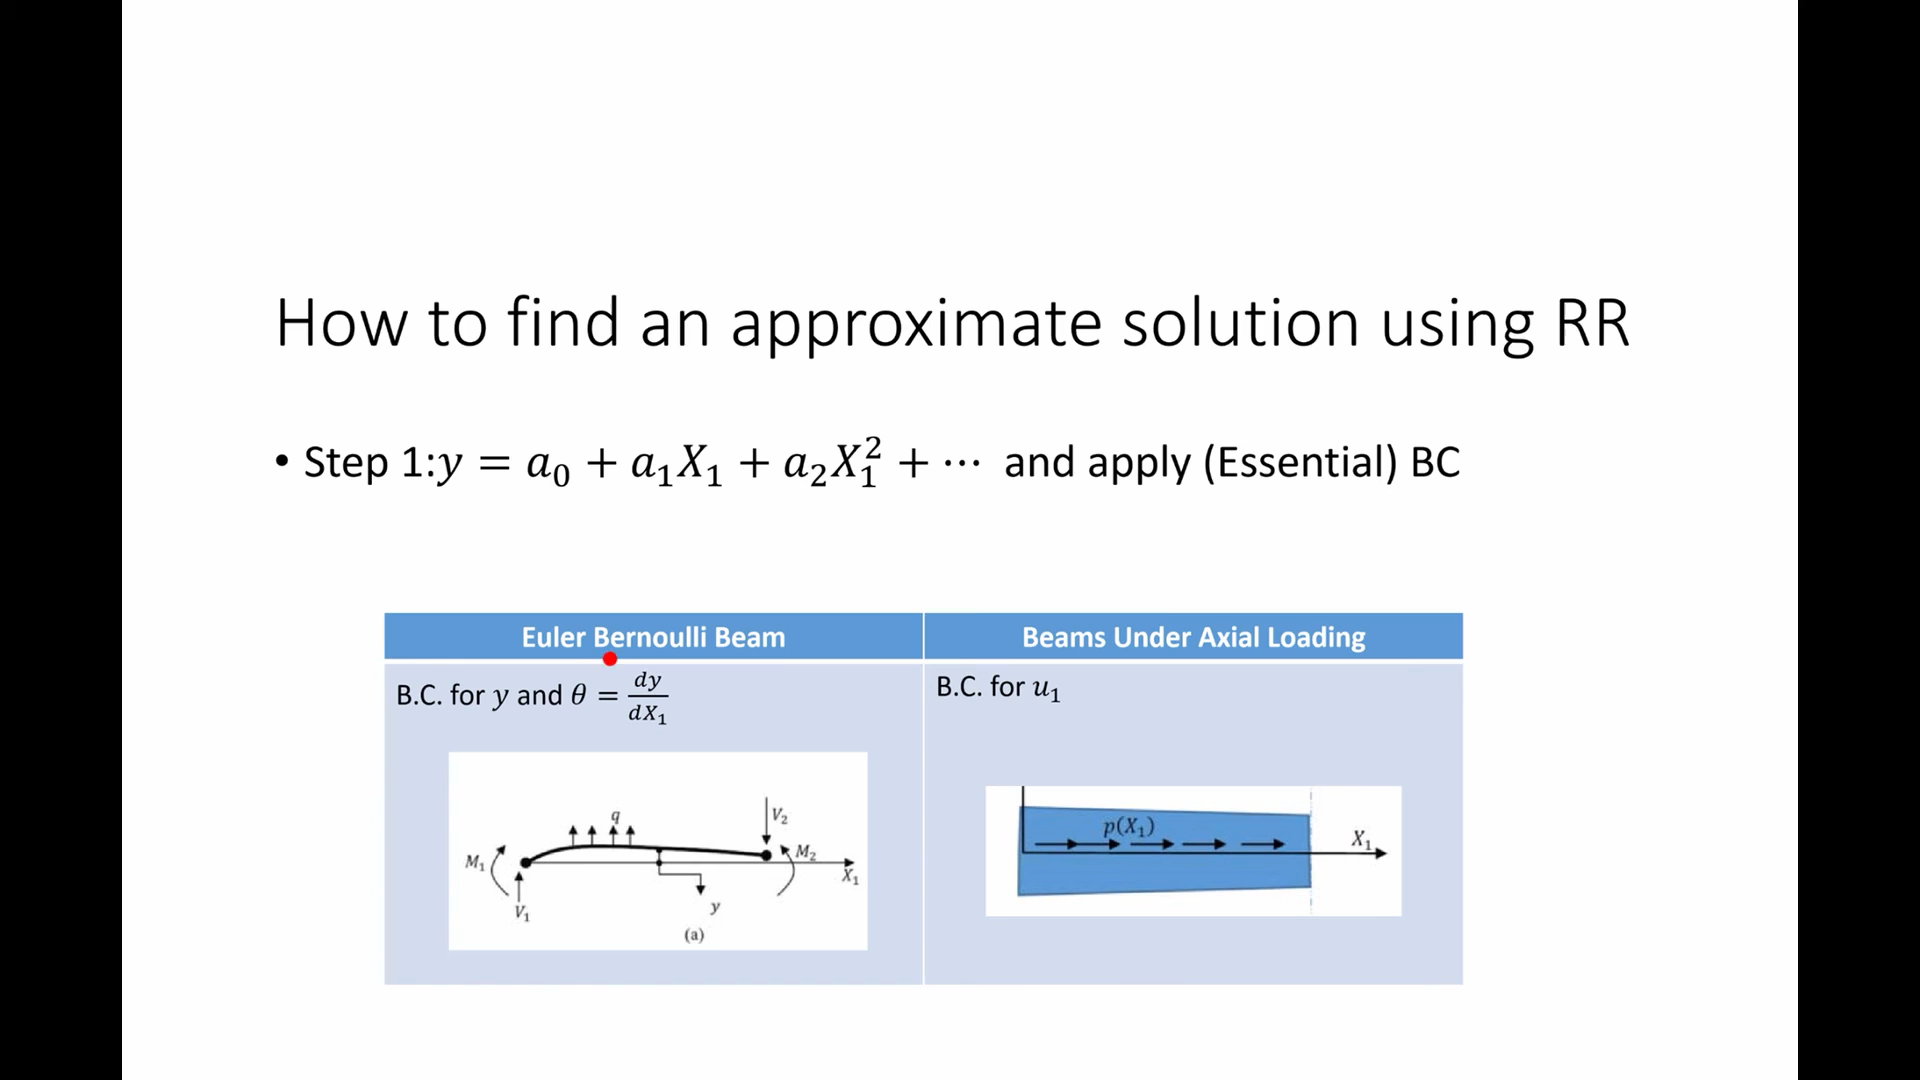 How to find an approximate solution using RR
• Step 1:y = a₀ + a₁X₁ + a₂X₁² + ⋯ and apply (Essential) BC
Euler Bernoulli Beam
Beams Under Axial Loading
B.C. for y and θ = dy/dX₁
B.C. for u₁
q
V₂
M₁
M₂
X₁
V₁
y
(a)
p(X₁)
X₁